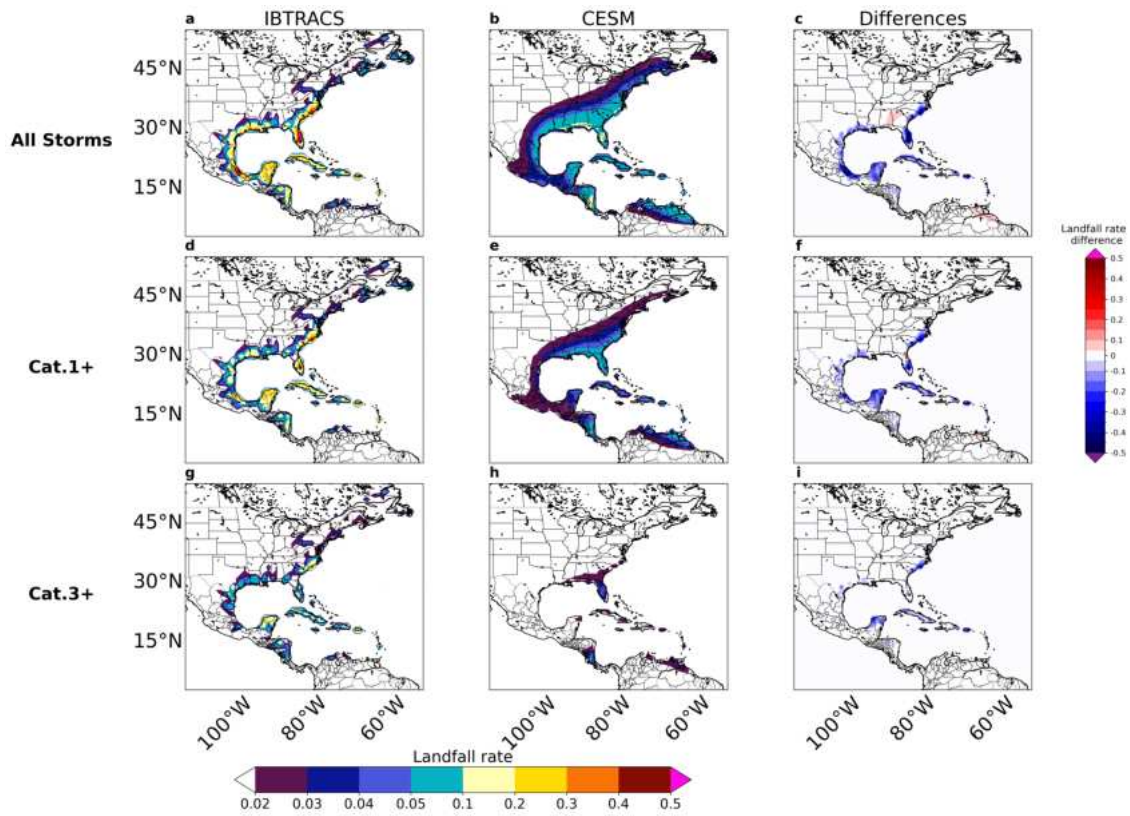 a IBTRACS
b CESM
c Differences
45°N
All Storms
30°N
15°N
d
e
f
Landfall rate
difference
0.5
0.4
0.3
0.2
0.1
0
-0.1
-0.2
-0.3
-0.4
-0.5
45°N
Cat.1+
30°N
15°N
g
h
i
45°N
Cat.3+
30°N
15°N
100°W 80°W 60°W
100°W 80°W 60°W
100°W 80°W 60°W
Landfall rate
0.02 0.03 0.04 0.05 0.1 0.2 0.3 0.4 0.5